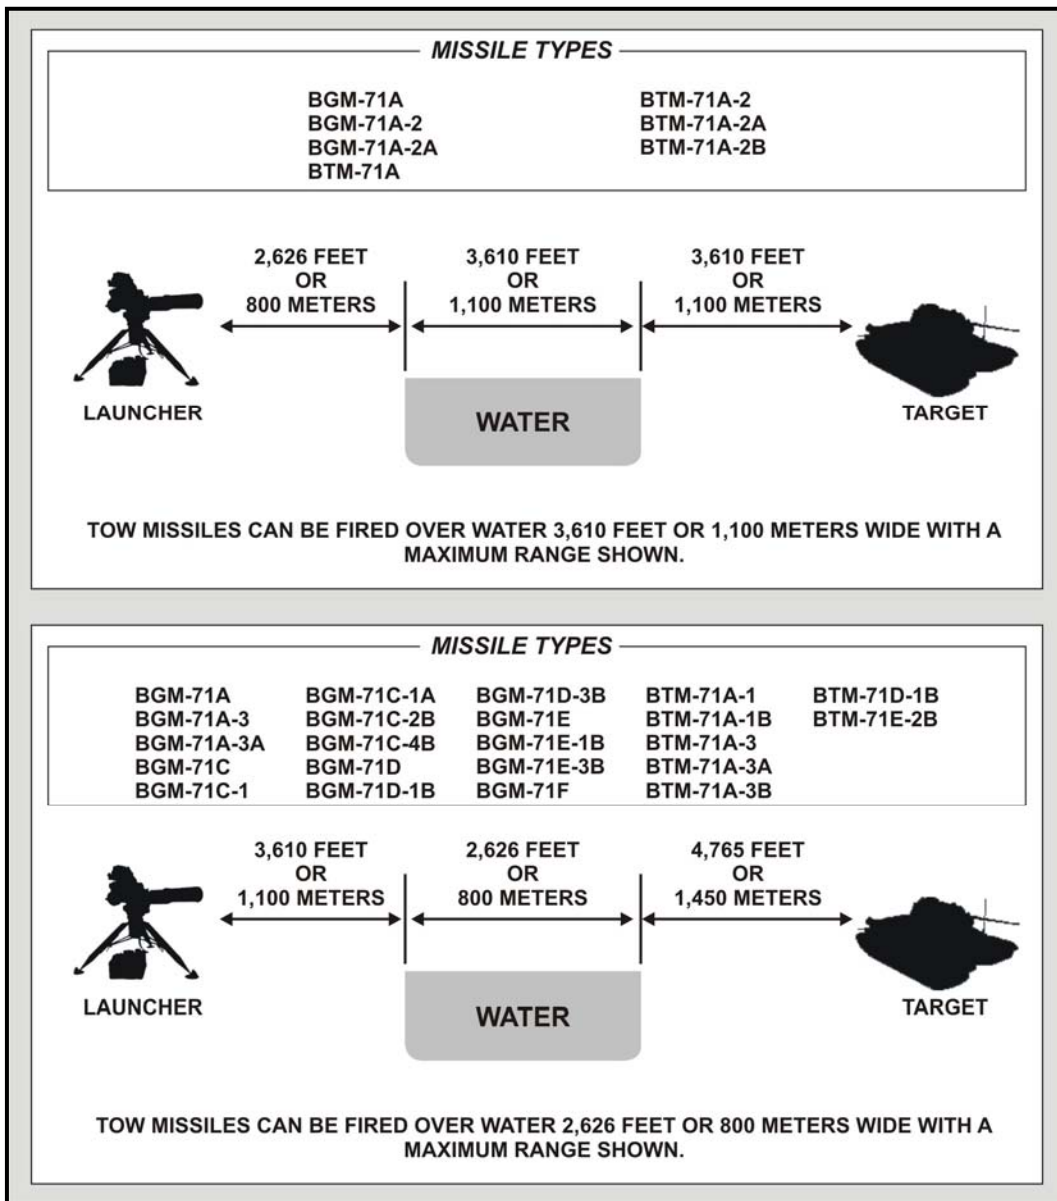 MISSILE TYPES
BGM-71A
BGM-71A-2
BGM-71A-2A
BTM-71A
BTM-71A-2
BTM-71A-2A
BTM-71A-2B
2,626 FEET
OR
800 METERS
3,610 FEET
OR
1,100 METERS
3,610 FEET
OR
1,100 METERS
LAUNCHER
WATER
TARGET
TOW MISSILES CAN BE FIRED OVER WATER 3,610 FEET OR 1,100 METERS WIDE WITH A
MAXIMUM RANGE SHOWN.
MISSILE TYPES
BGM-71A
BGM-71A-3
BGM-71A-3A
BGM-71C
BGM-71C-1
BGM-71C-1A
BGM-71C-2B
BGM-71C-4B
BGM-71D
BGM-71D-1B
BGM-71D-3B
BGM-71E
BGM-71E-1B
BGM-71E-3B
BGM-71F
BTM-71A-1
BTM-71A-1B
BTM-71A-3
BTM-71A-3A
BTM-71A-3B
BTM-71D-1B
BTM-71E-2B
3,610 FEET
OR
1,100 METERS
2,626 FEET
OR
800 METERS
4,765 FEET
OR
1,450 METERS
LAUNCHER
WATER
TARGET
TOW MISSILES CAN BE FIRED OVER WATER 2,626 FEET OR 800 METERS WIDE WITH A
MAXIMUM RANGE SHOWN.